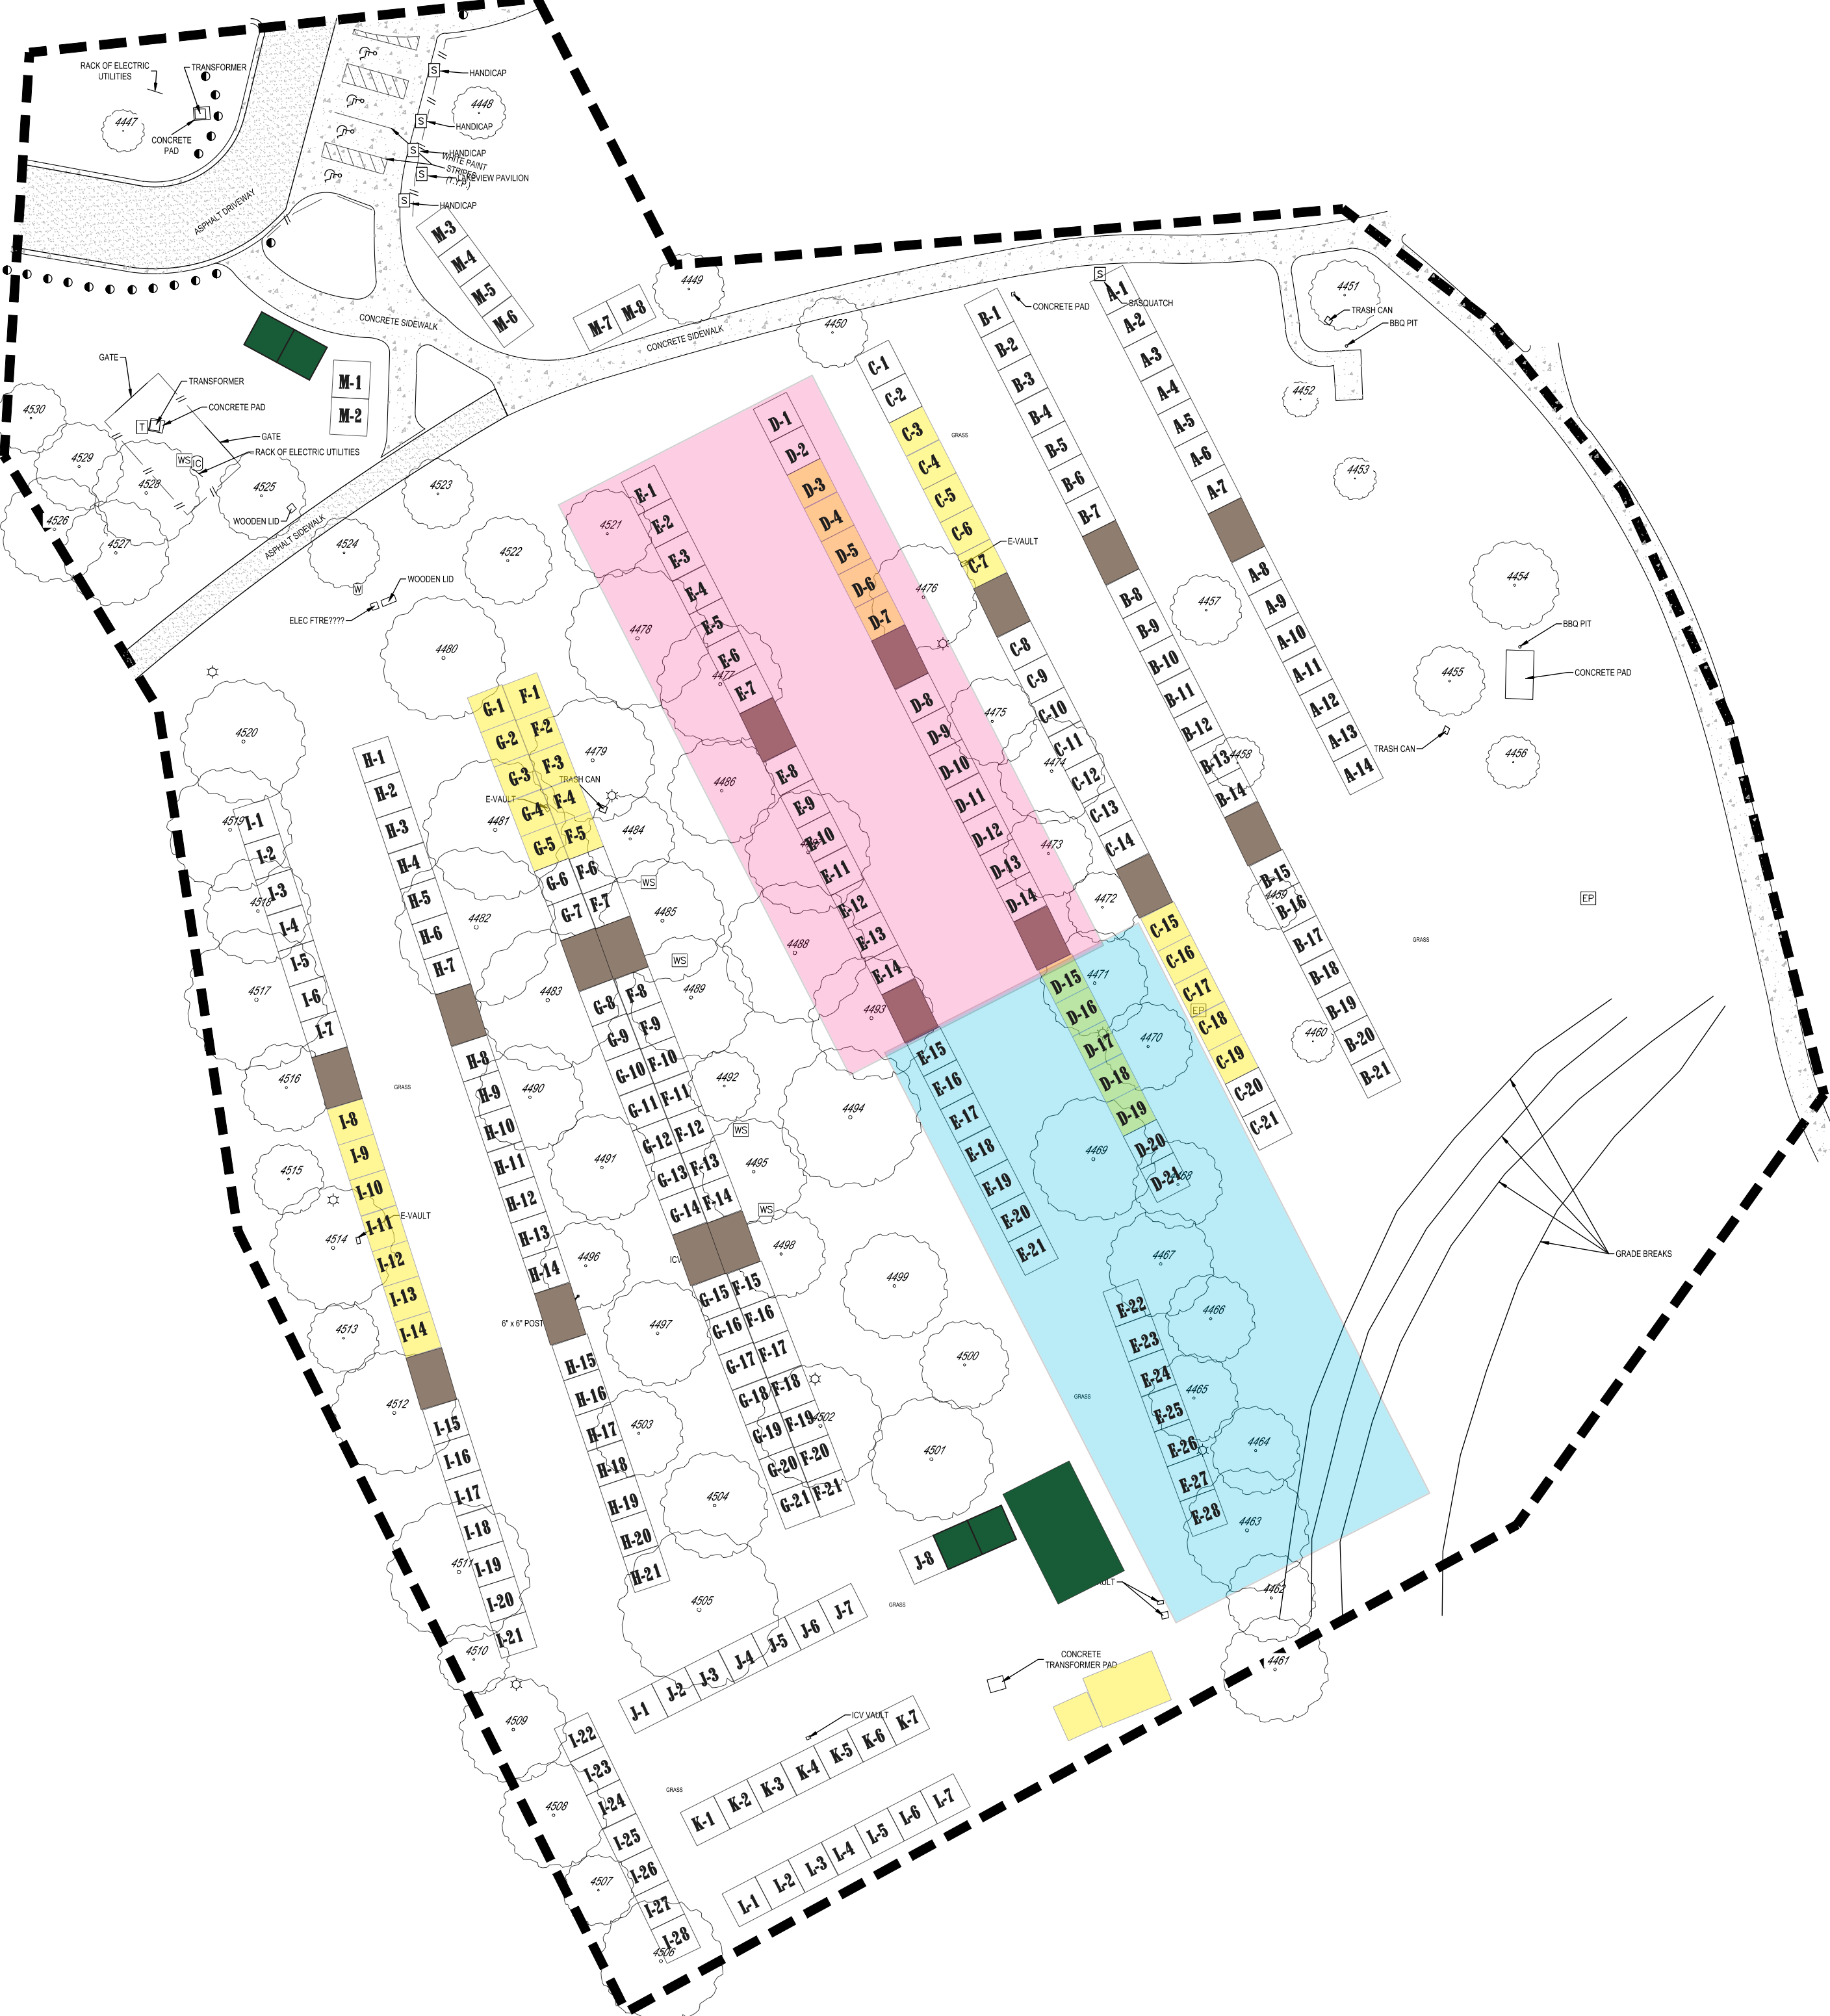 RACK OF ELECTRIC
UTILITIES
TRANSFORMER
4447
CONCRETE
PAD
ASPHALT DRIVEWAY
HANDICAP
S
4448
HANDICAP
S
HANDICAP
S
WHITE PAINT
STRIPES
(T.Y.P.)
LAKEVIEW PAVILION
S
HANDICAP
S
M-3
M-4
M-5
M-6
M-7
M-8
4449
CONCRETE SIDEWALK
CONCRETE SIDEWALK
4450
S
SASQUATCH
CONCRETE PAD
4451
TRASH CAN
BBQ PIT
4452
4453
GATE
TRANSFORMER
CONCRETE PAD
T
GATE
RACK OF ELECTRIC UTILITIES
WS
IC
WOODEN LID
ASPHALT SIDEWALK
M-1
M-2
4530
4529
4528
4526
4527
4525
4524
4523
4522
4521
W
WOODEN LID
ELEC FTRE????
4480
4478
4477
4479
TRASH CAN
E-VAULT
4481
4484
4486
WS
4482
4485
4488
WS
4483
4489
4493
4490
4492
4494
WS
4491
4495
WS
4496
ICV
4498
4499
6" x 6" POST
4497
4500
4503
4502
4501
4504
4505
A-1
A-2
A-3
A-4
A-5
A-6
A-7
A-8
A-9
A-10
A-11
A-12
A-13
A-14
B-1
B-2
B-3
B-4
B-5
B-6
B-7
B-8
B-9
B-10
B-11
B-12
B-13
B-14
B-15
B-16
B-17
B-18
B-19
B-20
B-21
C-1
C-2
C-3
C-4
C-5
C-6
C-7
C-8
C-9
C-10
C-11
C-12
C-13
C-14
C-15
C-16
C-17
C-18
C-19
C-20
C-21
D-1
D-2
D-3
D-4
D-5
D-6
D-7
D-8
D-9
D-10
D-11
D-12
D-13
D-14
D-15
D-16
D-17
D-18
D-19
D-20
D-21
E-1
E-2
E-3
E-4
E-5
E-6
E-7
E-8
E-9
E-10
E-11
E-12
E-13
E-14
E-15
E-16
E-17
E-18
E-19
E-20
E-21
E-22
E-23
E-24
E-25
E-26
E-27
E-28
F-1
F-2
F-3
F-4
F-5
F-6
F-7
F-8
F-9
F-10
F-11
F-12
F-13
F-14
F-15
F-16
F-17
F-18
F-19
F-20
F-21
G-1
G-2
G-3
G-4
G-5
G-6
G-7
G-8
G-9
G-10
G-11
G-12
G-13
G-14
G-15
G-16
G-17
G-18
G-19
G-20
G-21
H-1
H-2
H-3
H-4
H-5
H-6
H-7
H-8
H-9
H-10
H-11
H-12
H-13
H-14
H-15
H-16
H-17
H-18
H-19
H-20
H-21
I-1
I-2
I-3
I-4
I-5
I-6
I-7
I-8
I-9
I-10
I-11
I-12
I-13
I-14
I-15
I-16
I-17
I-18
I-19
I-20
I-21
I-22
I-23
I-24
I-25
I-26
I-27
I-28
J-1
J-2
J-3
J-4
J-5
J-6
J-7
J-8
K-1
K-2
K-3
K-4
K-5
K-6
K-7
L-1
L-2
L-3
L-4
L-5
L-6
L-7
GRASS
E-VAULT
4476
4457
4454
BBQ PIT
CONCRETE PAD
4455
TRASH CAN
4456
4475
4474
4458
4473
4472
4459
EP
GRASS
4471
EP
4470
4460
4469
4468
4467
4466
4465
4464
4463
4462
4461
GRASS
GRADE BREAKS
4520
4519
4518
4517
4516
GRASS
4515
4514
E-VAULT
4513
4512
4511
4510
4509
4508
4507
4506
GRASS
CONCRETE
TRANSFORMER PAD
ICV VAULT
GRASS